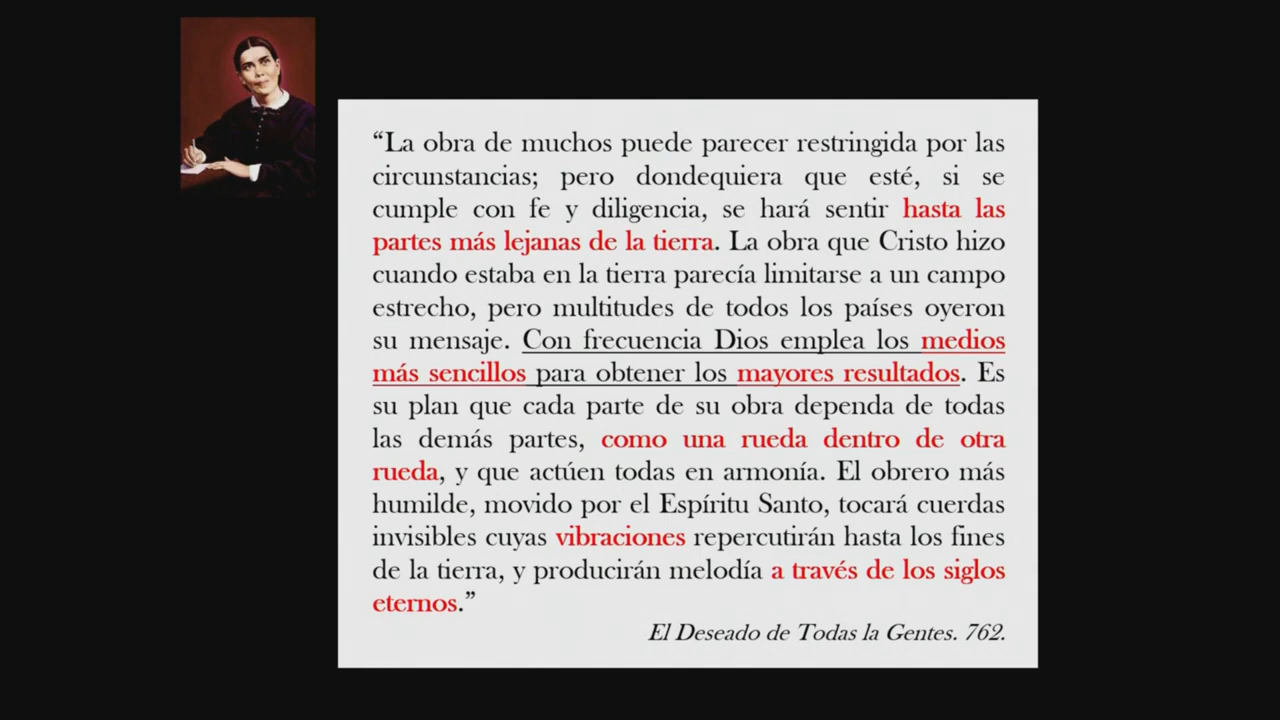 “La obra de muchos puede parecer restringida por las
circunstancias; pero dondequiera que esté, si se
cumple con fe y diligencia, se hará sentir hasta las
partes más lejanas de la tierra. La obra que Cristo hizo
cuando estaba en la tierra parecía limitarse a un campo
estrecho, pero multitudes de todos los países oyeron
su mensaje. Con frecuencia Dios emplea los medios
más sencillos para obtener los mayores resultados. Es
su plan que cada parte de su obra dependa de todas
las demás partes, como una rueda dentro de otra
rueda, y que actúen todas en armonía. El obrero más
humilde, movido por el Espíritu Santo, tocará cuerdas
invisibles cuyas vibraciones repercutirán hasta los fines
de la tierra, y producirán melodía a través de los siglos
eternos.”
El Deseado de Todas la Gentes. 762.